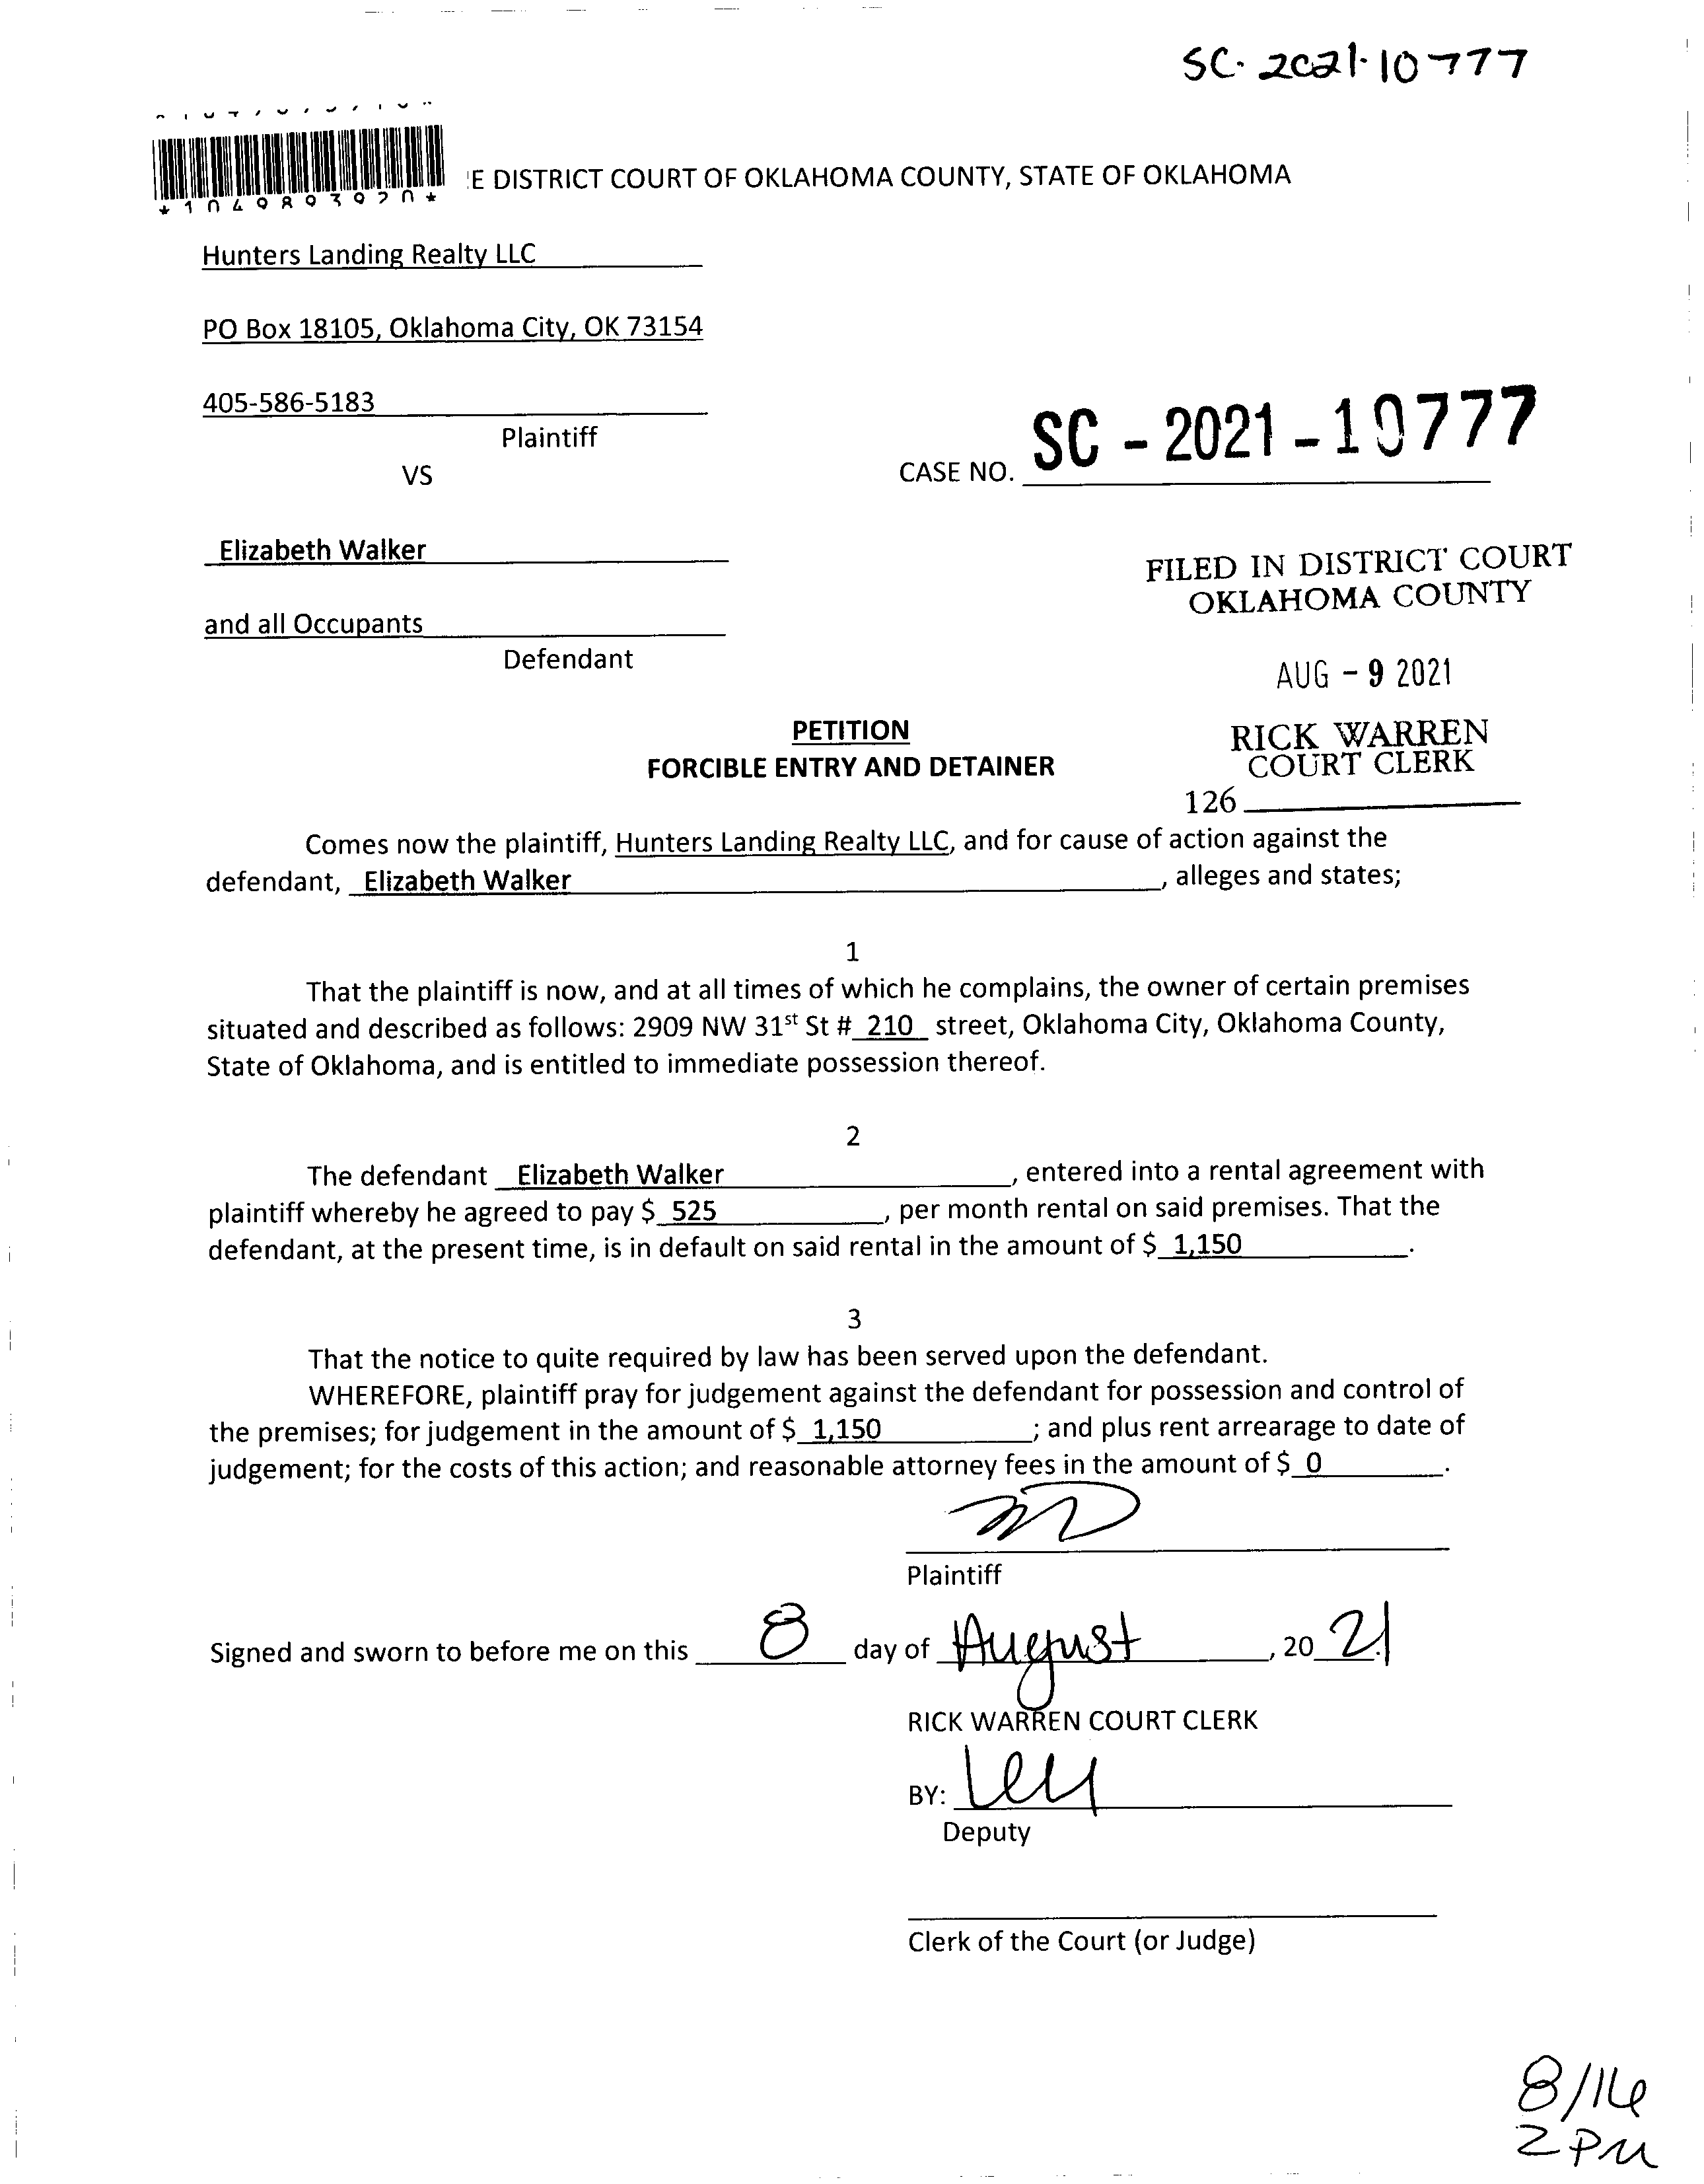 SC-2021-10777
*1049893920*
E DISTRICT COURT OF OKLAHOMA COUNTY, STATE OF OKLAHOMA
Hunters Landing Realty LLC
PO Box 18105, Oklahoma City, OK 73154
405-586-5183
Plaintiff
VS
CASE NO. SC - 2021 - 10777
Elizabeth Walker
and all Occupants
Defendant
FILED IN DISTRICT COURT
OKLAHOMA COUNTY
AUG - 9 2021
RICK WARREN
COURT CLERK
126
PETITION
FORCIBLE ENTRY AND DETAINER
Comes now the plaintiff, Hunters Landing Realty LLC, and for cause of action against the
defendant, Elizabeth Walker, alleges and states;
1
That the plaintiff is now, and at all times of which he complains, the owner of certain premises
situated and described as follows: 2909 NW 31st St # 210 street, Oklahoma City, Oklahoma County,
State of Oklahoma, and is entitled to immediate possession thereof.
2
The defendant Elizabeth Walker, entered into a rental agreement with
plaintiff whereby he agreed to pay $ 525, per month rental on said premises. That the
defendant, at the present time, is in default on said rental in the amount of $ 1,150.
3
That the notice to quite required by law has been served upon the defendant.
WHEREFORE, plaintiff pray for judgement against the defendant for possession and control of
the premises; for judgement in the amount of $ 1,150; and plus rent arrearage to date of
judgement; for the costs of this action; and reasonable attorney fees in the amount of $ 0.
Plaintiff
Signed and sworn to before me on this 8 day of August, 20 21
RICK WARREN COURT CLERK
BY:
Deputy
Clerk of the Court (or Judge)
8/16
2 PM